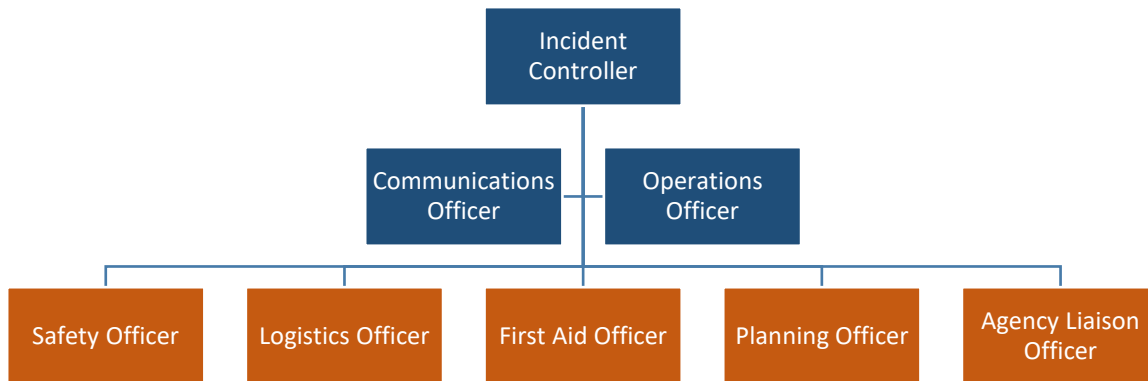 Incident
Controller
Communications
Officer
Operations
Officer
Safety Officer
Logistics Officer
First Aid Officer
Planning Officer
Agency Liaison
Officer